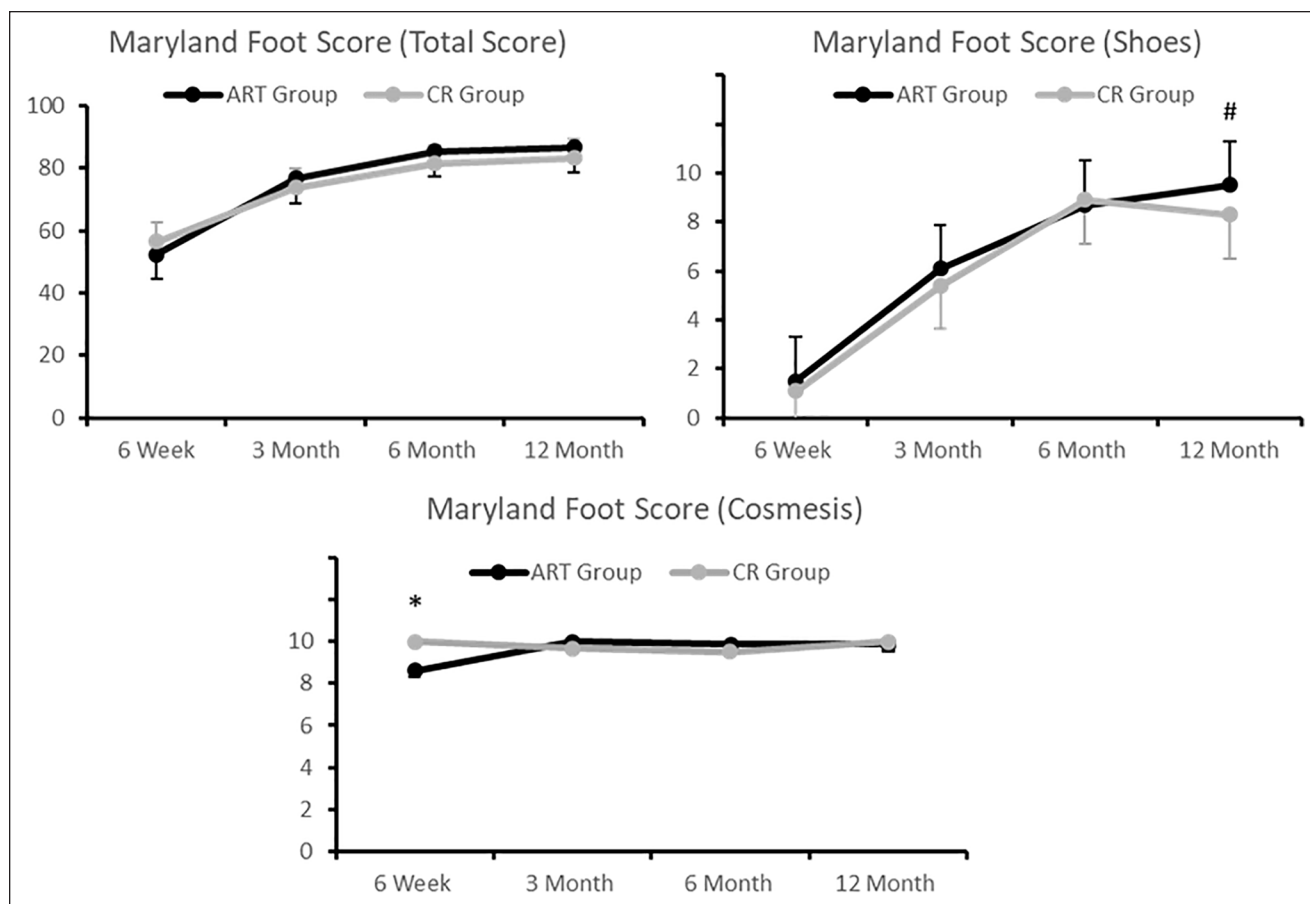 Maryland Foot Score (Total Score)
ART Group CR Group
100
80
60
40
20
0
6 Week 3 Month 6 Month 12 Month
Maryland Foot Score (Shoes)
ART Group CR Group
#
10
8
6
4
2
0
6 Week 3 Month 6 Month 12 Month
Maryland Foot Score (Cosmesis)
ART Group CR Group
*
10
8
6
4
2
0
6 Week 3 Month 6 Month 12 Month